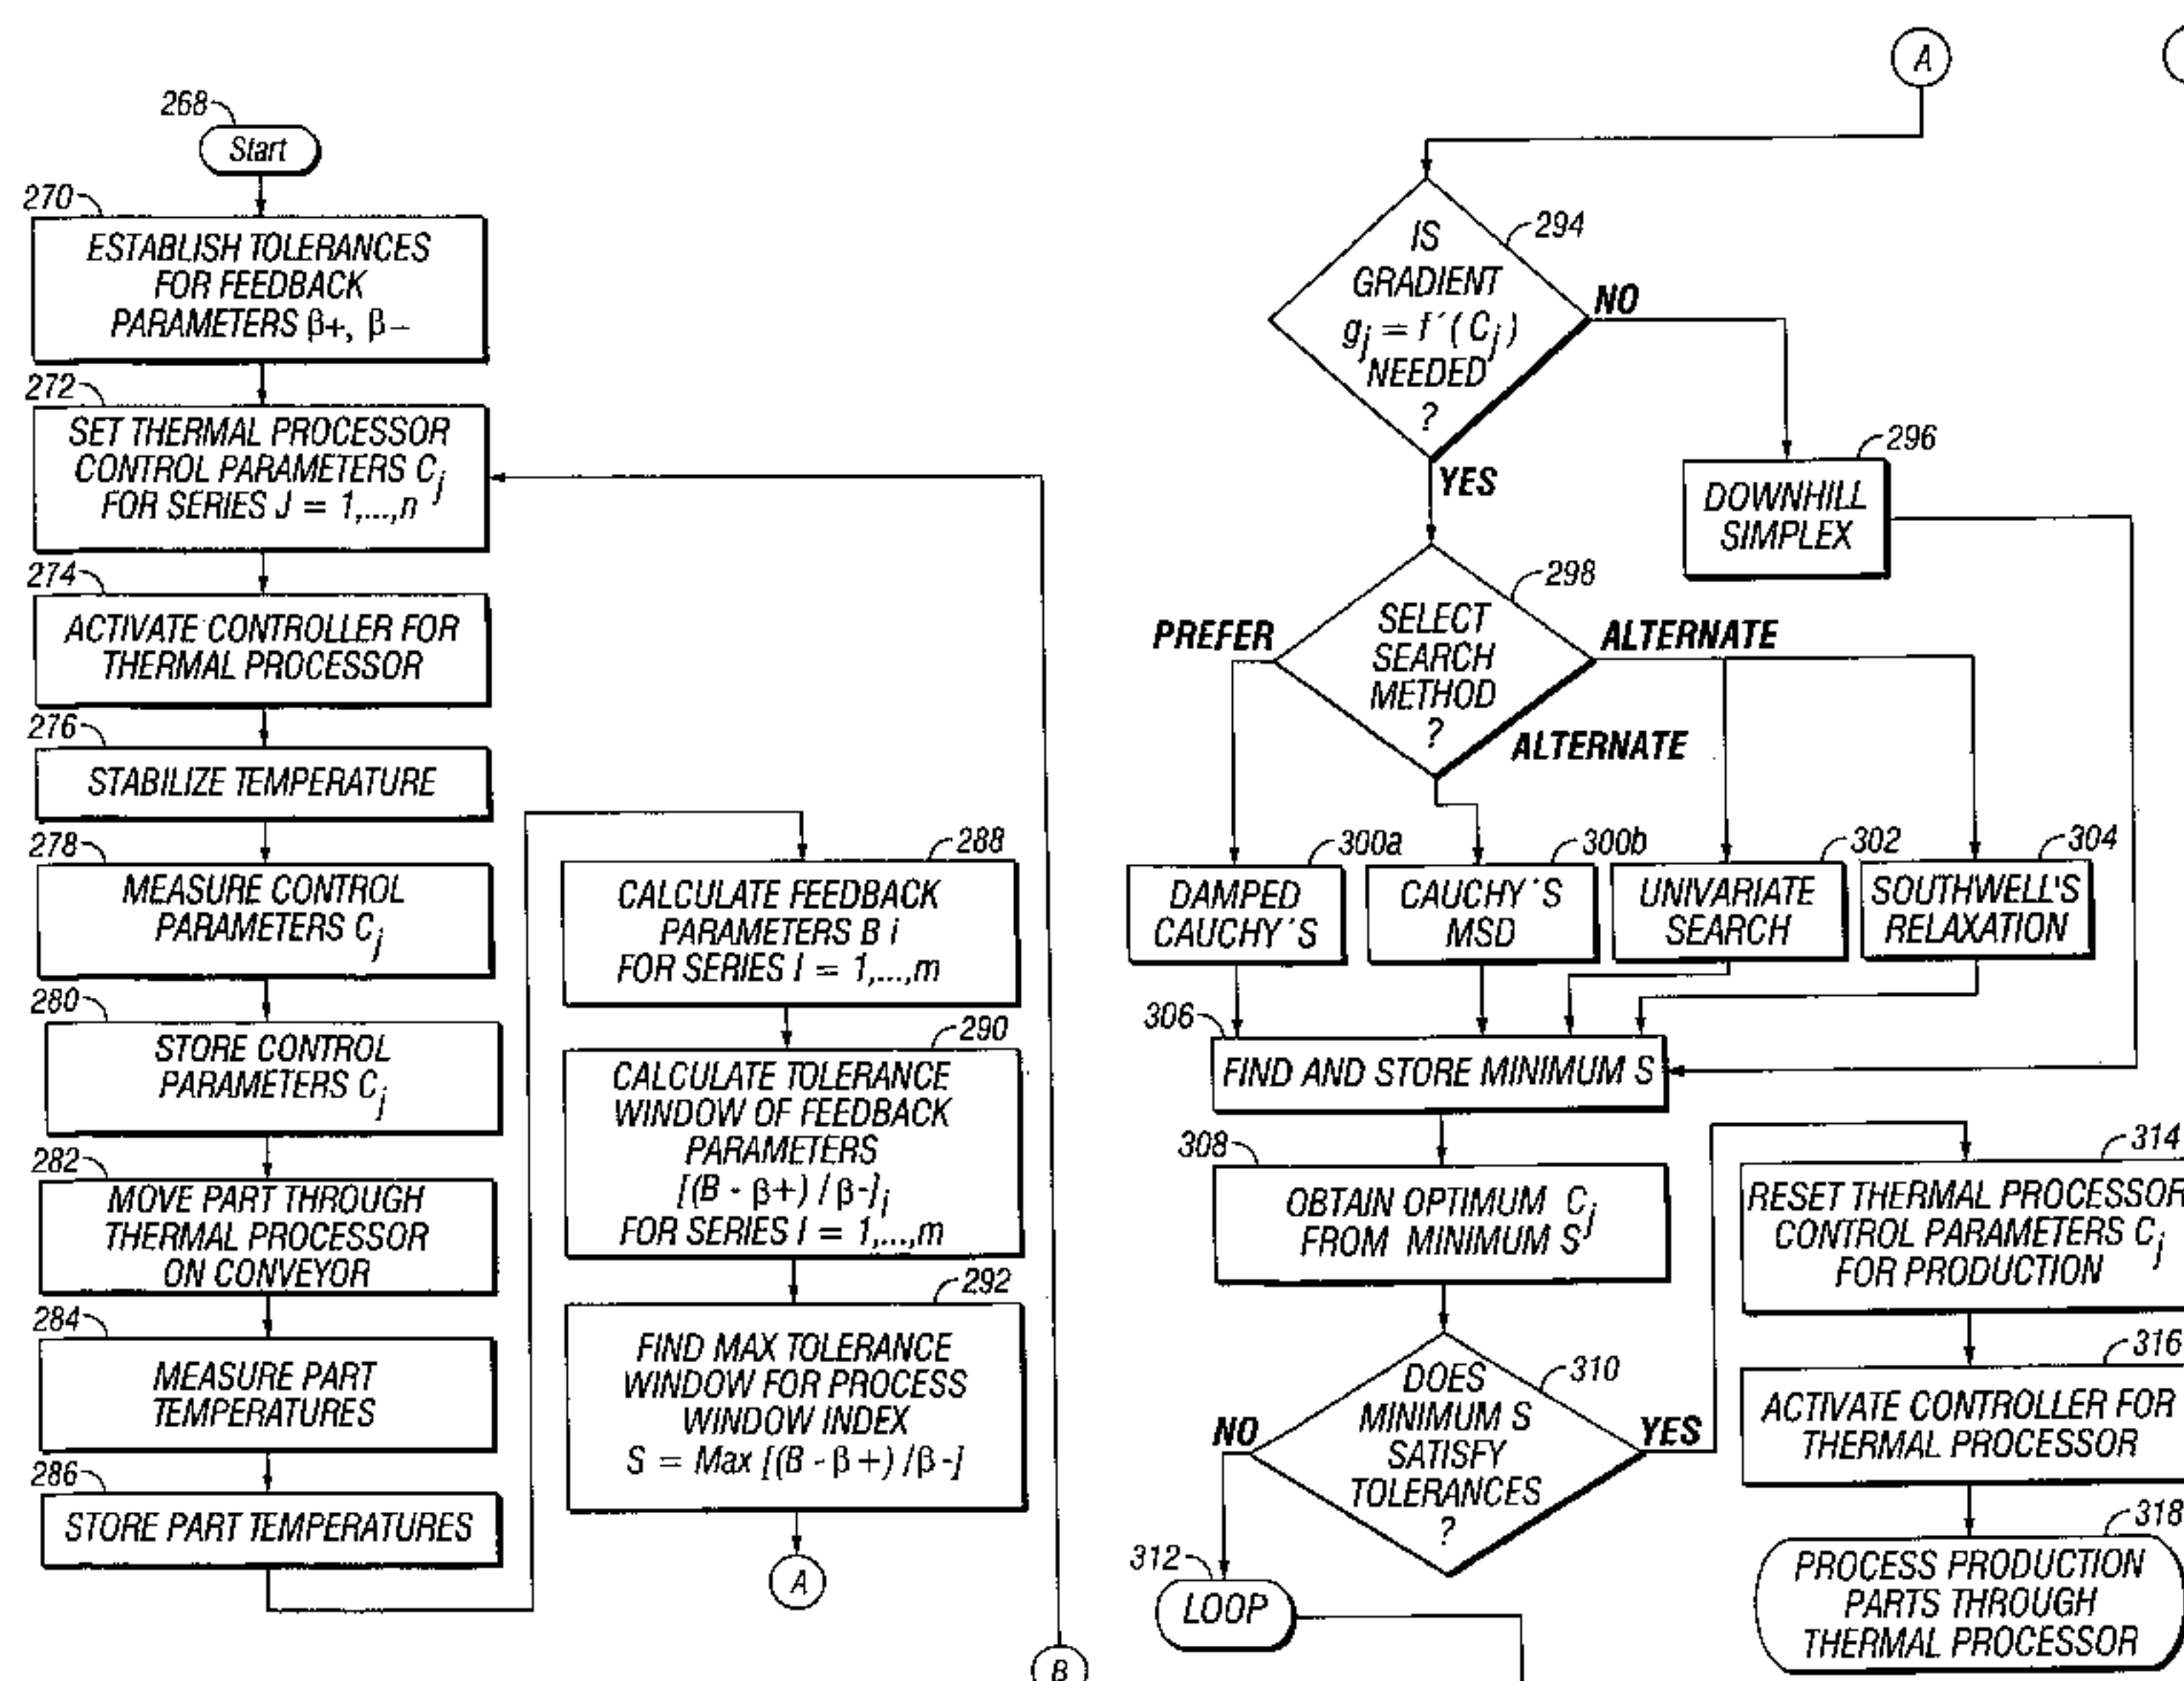 268
Start
270
ESTABLISH TOLERANCES
FOR FEEDBACK
PARAMETERS β+, β−
272
SET THERMAL PROCESSOR
CONTROL PARAMETERS Cj
FOR SERIES J = 1,...,n
274
ACTIVATE CONTROLLER FOR
THERMAL PROCESSOR
276
STABILIZE TEMPERATURE
278
MEASURE CONTROL
PARAMETERS Cj
280
STORE CONTROL
PARAMETERS Cj
282
MOVE PART THROUGH
THERMAL PROCESSOR
ON CONVEYOR
284
MEASURE PART
TEMPERATURES
286
STORE PART TEMPERATURES
288
CALCULATE FEEDBACK
PARAMETERS B i
FOR SERIES I = 1,...,m
290
CALCULATE TOLERANCE
WINDOW OF FEEDBACK
PARAMETERS
[(B - β+) / β-]i
FOR SERIES I = 1,...,m
292
FIND MAX TOLERANCE
WINDOW FOR PROCESS
WINDOW INDEX
S = Max [(B - β +) /β -]
A
B
A
294
IS
GRADIENT
gj = f´( Cj)
NEEDED
?
NO
YES
296
DOWNHILL
SIMPLEX
298
SELECT
SEARCH
METHOD
?
PREFER
ALTERNATE
ALTERNATE
300a
DAMPED
CAUCHY´S
300b
CAUCHY´S
MSD
302
UNIVARIATE
SEARCH
304
SOUTHWELL'S
RELAXATION
306
FIND AND STORE MINIMUM S
308
OBTAIN OPTIMUM Cj
FROM MINIMUM S
310
DOES
MINIMUM S
SATISFY
TOLERANCES
?
NO
YES
312
LOOP
314
RESET THERMAL PROCESSOR
CONTROL PARAMETERS Cj
FOR PRODUCTION
316
ACTIVATE CONTROLLER FOR
THERMAL PROCESSOR
318
PROCESS PRODUCTION
PARTS THROUGH
THERMAL PROCESSOR